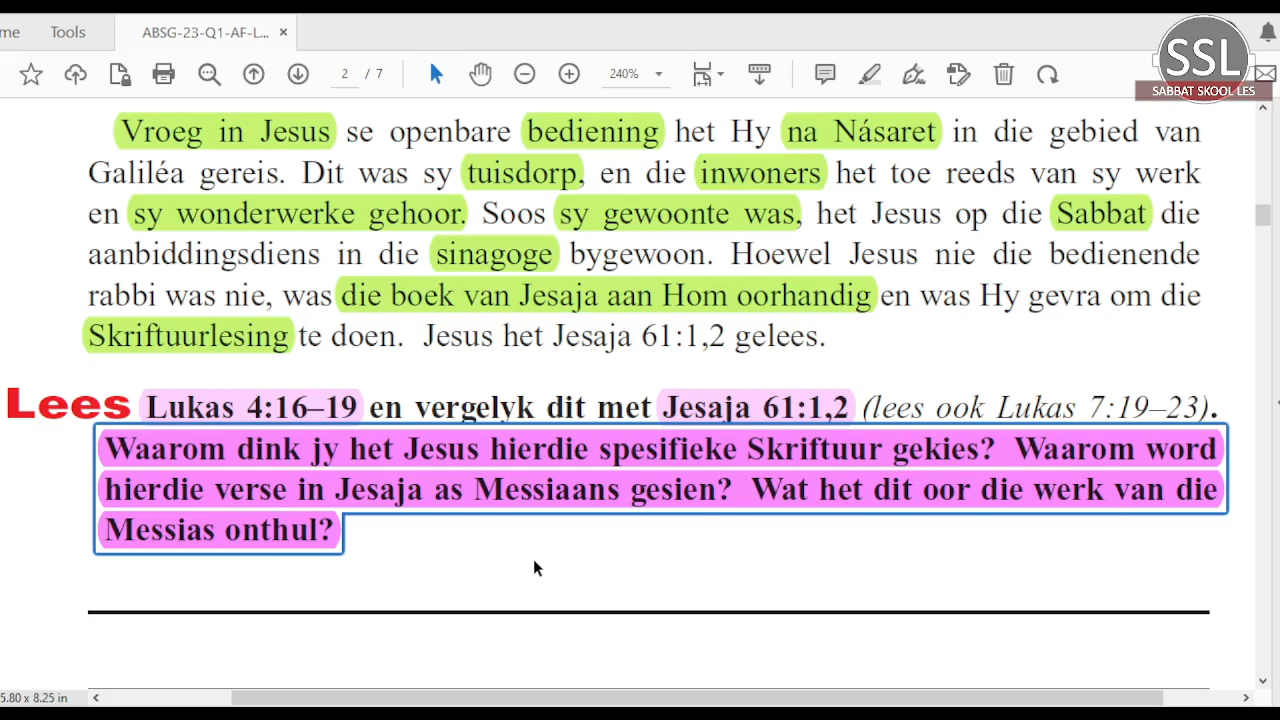 me
Tools
ABSG-23-Q1-AF-L...
×
SSL
SABBAT SKOOL LES
2 / 7
240%
Vroeg in Jesus se openbare bediening het Hy na Násaret in die gebied van
Galiléa gereis. Dit was sy tuisdorp, en die inwoners het toe reeds van sy werk
en sy wonderwerke gehoor. Soos sy gewoonte was, het Jesus op die Sabbat die
aanbiddingsdiens in die sinagoge bygewoon. Hoewel Jesus nie die bedienende
rabbi was nie, was die boek van Jesaja aan Hom oorhandig en was Hy gevra om die
Skriftuurlesing te doen. Jesus het Jesaja 61:1,2 gelees.
Lees Lukas 4:16–19 en vergelyk dit met Jesaja 61:1,2 (lees ook Lukas 7:19–23).
Waarom dink jy het Jesus hierdie spesifieke Skriftuur gekies? Waarom word
hierdie verse in Jesaja as Messiaans gesien? Wat het dit oor die werk van die
Messias onthul?
5.80 x 8.25 in